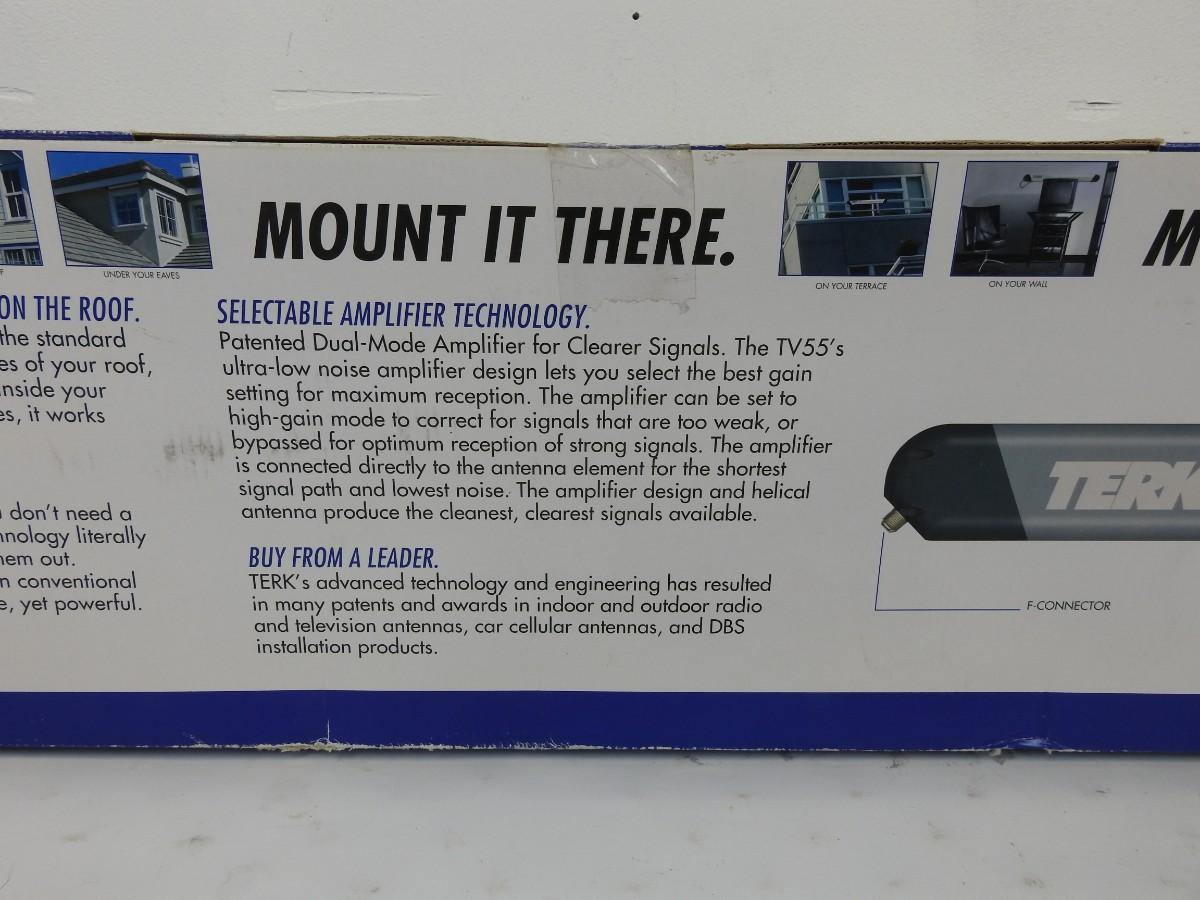 F
UNDER YOUR EAVES
ON THE ROOF.
the standard
es of your roof,
inside your
es, it works
don't need a
nnology literally
hem out.
n conventional
e, yet powerful.
MOUNT IT THERE.
SELECTABLE AMPLIFIER TECHNOLOGY.
Patented Dual-Mode Amplifier for Clearer Signals. The TV55's
ultra-low noise amplifier design lets you select the best gain
setting for maximum reception. The amplifier can be set to
high-gain mode to correct for signals that are too weak, or
bypassed for optimum reception of strong signals. The amplifier
is connected directly to the antenna element for the shortest
signal path and lowest noise. The amplifier design and helical
antenna produce the cleanest, clearest signals available.
BUY FROM A LEADER.
TERK's advanced technology and engineering has resulted
in many patents and awards in indoor and outdoor radio
and television antennas, car cellular antennas, and DBS
installation products.
ON YOUR TERRACE
ON YOUR WALL
M
TERK
F-CONNECTOR